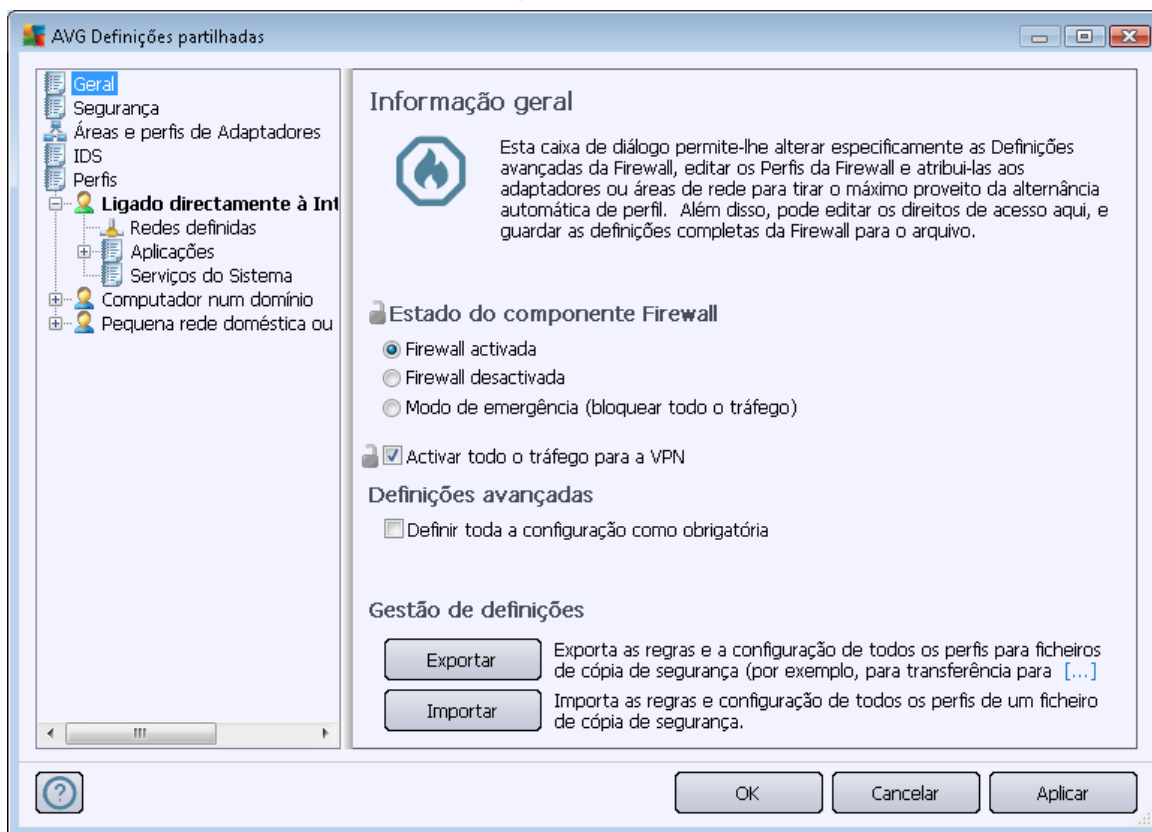 AVG Definições partilhadas
Geral
Segurança
Áreas e perfis de Adaptadores
IDS
Perfis
Ligado directamente à Int
Redes definidas
Aplicações
Serviços do Sistema
Computador num domínio
Pequena rede doméstica ou
Informação geral
Esta caixa de diálogo permite-lhe alterar especificamente as Definições
avançadas da Firewall, editar os Perfis da Firewall e atribui-las aos
adaptadores ou áreas de rede para tirar o máximo proveito da alternância
automática de perfil. Além disso, pode editar os direitos de acesso aqui, e
guardar as definições completas da Firewall para o arquivo.
Estado do componente Firewall
Firewall activada
Firewall desactivada
Modo de emergência (bloquear todo o tráfego)
Activar todo o tráfego para a VPN
Definições avançadas
Definir toda a configuração como obrigatória
Gestão de definições
Exportar
Exporta as regras e a configuração de todos os perfis para ficheiros
de cópia de segurança (por exemplo, para transferência para [...]
Importar
Importa as regras e configuração de todos os perfis de um ficheiro
de cópia de segurança.
OK
Cancelar
Aplicar